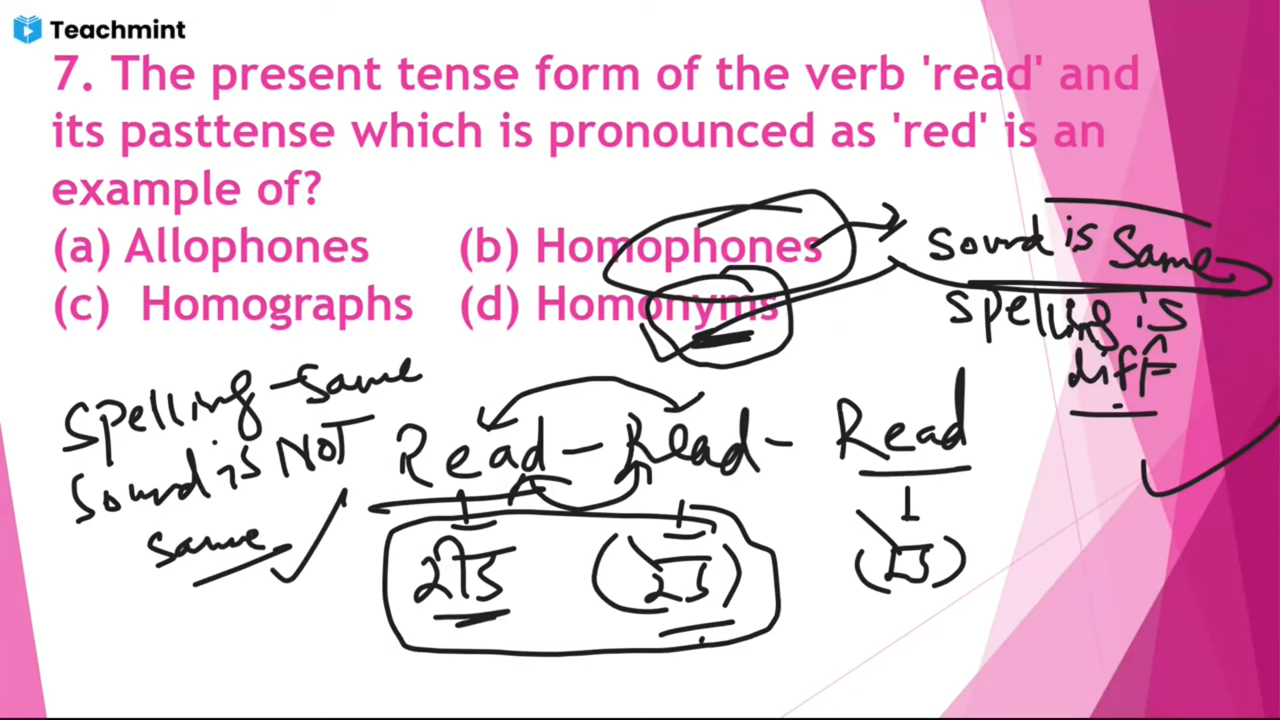 Teachmint
7. The present tense form of the verb 'read' and
its pasttense which is pronounced as 'red' is an
example of?
(a) Allophones (b) Homophones
(c) Homographs (d) Homonyms
Sound is Same
Spelling is
diff
Spelling - Same
Sound is NOT
Same
Read - Read - Read